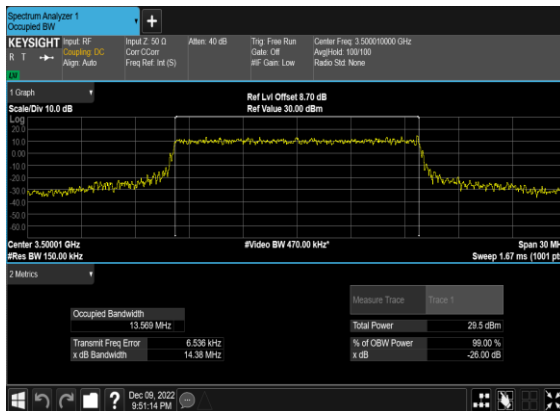 Spectrum Analyzer 1
Occupied BW
KEYSIGHT
R T
Input: RF
Coupling: DC
Align: Auto
Input Z: 50 Ω
Corr CCorr
Freq Ref: Int (S)
Atten: 40 dB
Trig: Free Run
Gate: Off
#IF Gain: Low
Center Freq: 3.500010000 GHz
Avg|Hold: 100/100
Radio Std: None
1 Graph
Scale/Div 10.0 dB
Ref Lvl Offset 8.70 dB
Ref Value 30.00 dBm
Log
20.0
10.0
0.00
-10.0
-20.0
-30.0
-40.0
-50.0
-60.0
Center 3.50001 GHz
#Res BW 150.00 kHz
#Video BW 470.00 kHz*
Span 30 MH
Sweep 1.67 ms (1001 pts
2 Metrics
Measure Trace Trace 1
Occupied Bandwidth
13.569 MHz
Total Power 29.5 dBm
Transmit Freq Error 6.536 kHz
% of OBW Power 99.00 %
x dB Bandwidth 14.38 MHz
x dB -26.00 dB
Dec 09, 2022
9:51:14 PM